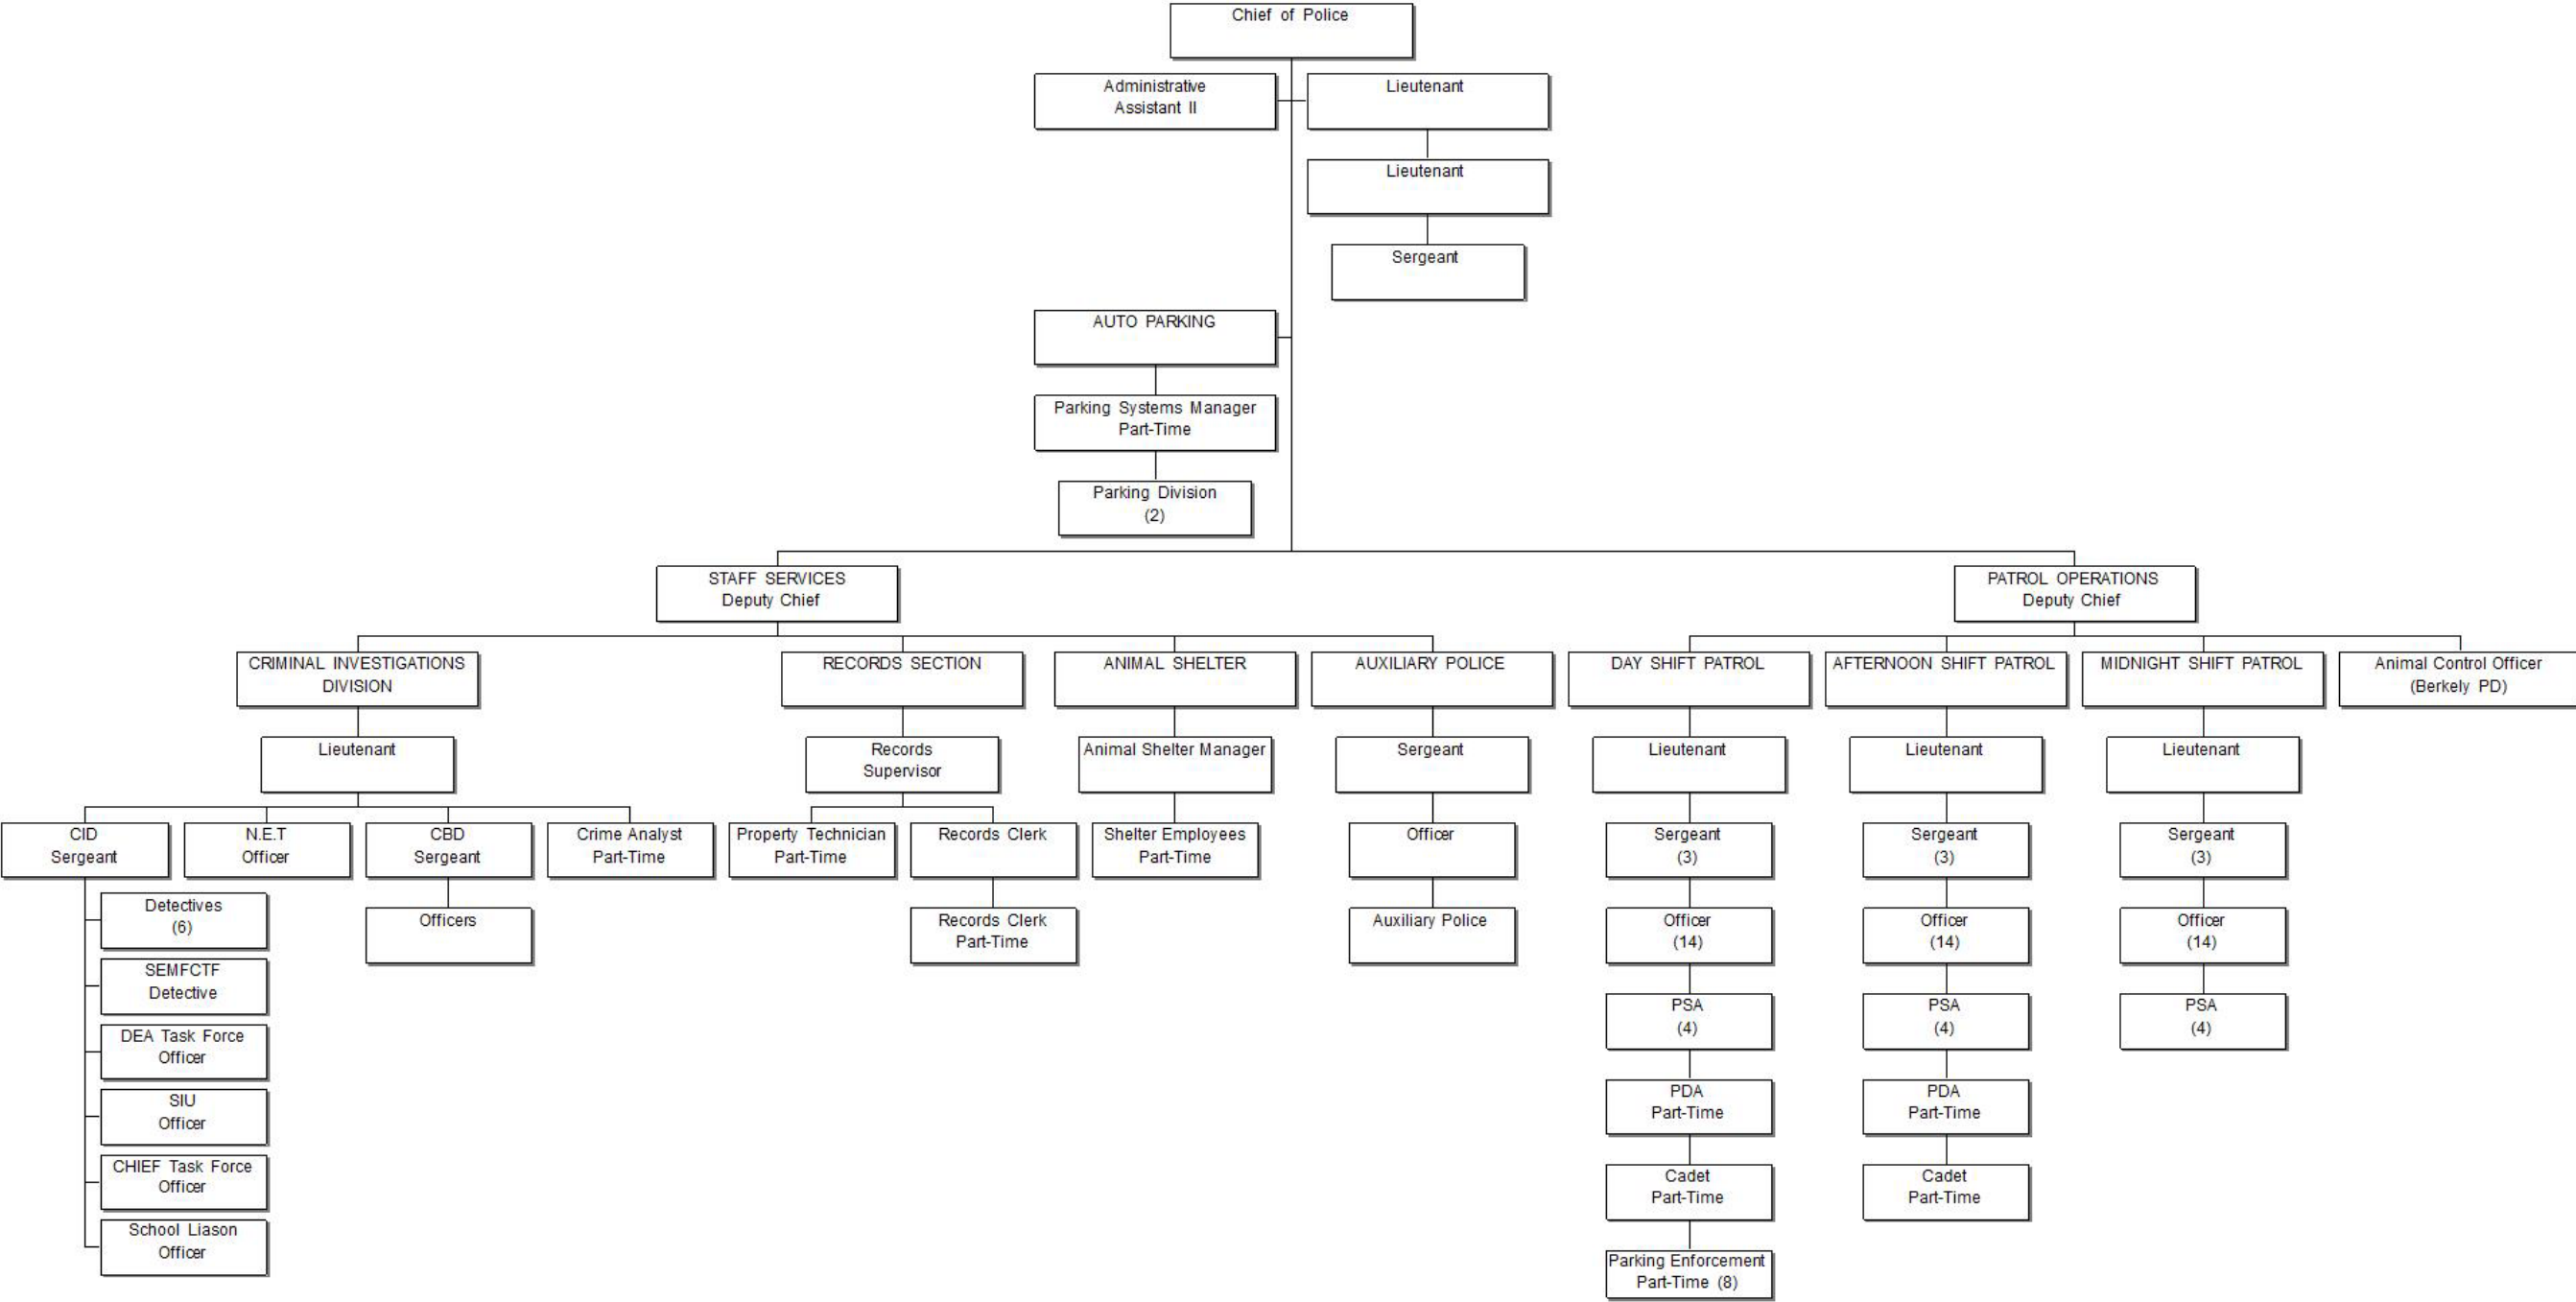 Chief of Police
Administrative
Assistant II
Lieutenant
Lieutenant
Sergeant
AUTO PARKING
Parking Systems Manager
Part-Time
Parking Division
(2)
STAFF SERVICES
Deputy Chief
PATROL OPERATIONS
Deputy Chief
CRIMINAL INVESTIGATIONS
DIVISION
RECORDS SECTION
ANIMAL SHELTER
AUXILIARY POLICE
DAY SHIFT PATROL
AFTERNOON SHIFT PATROL
MIDNIGHT SHIFT PATROL
Animal Control Officer
(Berkely PD)
Lieutenant
Records
Supervisor
Animal Shelter Manager
Sergeant
Lieutenant
Lieutenant
Lieutenant
CID
Sergeant
N.E.T
Officer
CBD
Sergeant
Crime Analyst
Part-Time
Property Technician
Part-Time
Records Clerk
Shelter Employees
Part-Time
Officer
Sergeant
(3)
Sergeant
(3)
Sergeant
(3)
Detectives
(6)
Officers
Records Clerk
Part-Time
Auxiliary Police
Officer
(14)
Officer
(14)
Officer
(14)
SEMFCTF
Detective
PSA
(4)
PSA
(4)
PSA
(4)
DEA Task Force
Officer
SIU
Officer
PDA
Part-Time
PDA
Part-Time
CHIEF Task Force
Officer
Cadet
Part-Time
Cadet
Part-Time
School Liason
Officer
Parking Enforcement
Part-Time (8)